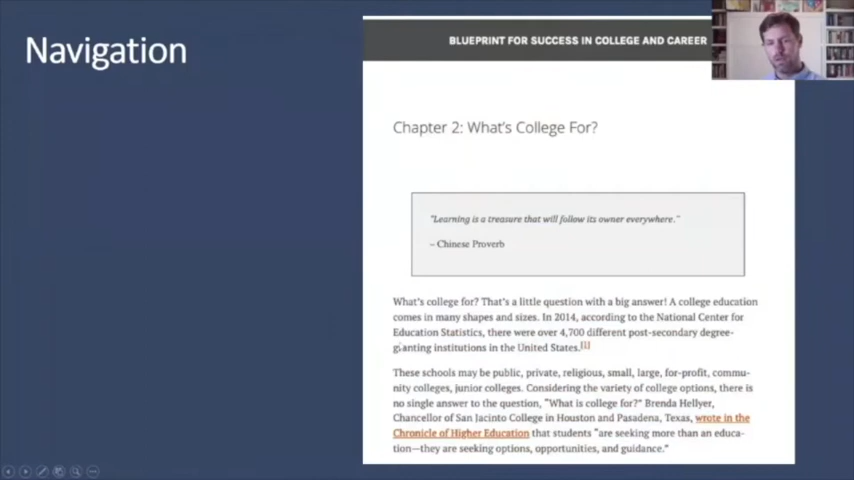 Navigation
BLUEPRINT FOR SUCCESS IN COLLEGE AND CAREER
Chapter 2: What's College For?
"Learning is a treasure that will follow its owner everywhere."
– Chinese Proverb
What's college for? That's a little question with a big answer! A college education
comes in many shapes and sizes. In 2014, according to the National Center for
Education Statistics, there were over 4,700 different post-secondary degree-
granting institutions in the United States.[1]
These schools may be public, private, religious, small, large, for-profit, commu-
nity colleges, junior colleges. Considering the variety of college options, there is
no single answer to the question, "What is college for?" Brenda Hellyer,
Chancellor of San Jacinto College in Houston and Pasadena, Texas, wrote in the
Chronicle of Higher Education that students "are seeking more than an educa-
tion—they are seeking options, opportunities, and guidance."